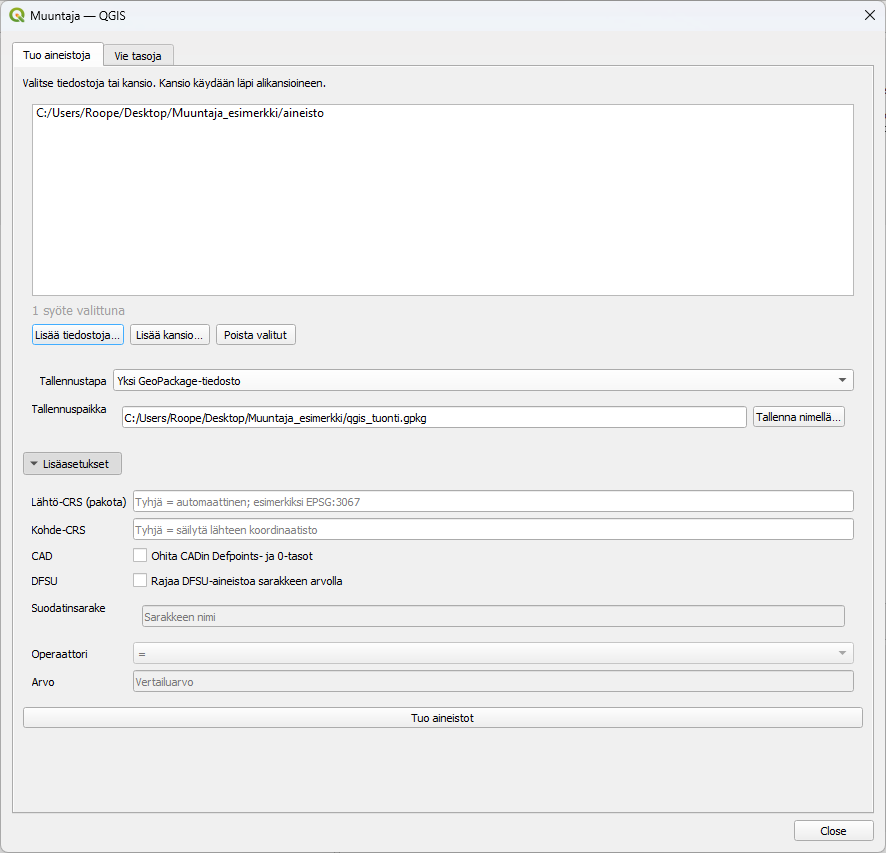 Muuntaja — QGIS
Tuo aineistoja
Vie tasoja
Valitse tiedostoja tai kansio. Kansio käydään läpi alikansioineen.
C:/Users/Roope/Desktop/Muuntaja_esimerkki/aineisto
1 syöte valittuna
Lisää tiedostoja... Lisää kansio... Poista valitut
Tallennustapa Yksi GeoPackage-tiedosto
Tallennuspaikka C:/Users/Roope/Desktop/Muuntaja_esimerkki/qgis_tuonti.gpkg Tallenna nimellä...
Lisäasetukset
Lähtö-CRS (pakota) Tyhjä = automaattinen; esimerkiksi EPSG:3067
Kohde-CRS Tyhjä = säilytä lähteen koordinaatisto
CAD Ohita CADin Defpoints- ja 0-tasot
DFSU Rajaa DFSU-aineistoa sarakkeen arvolla
Suodatinsarake Sarakkeen nimi
Operaattori =
Arvo Vertailuarvo
Tuo aineistot
Close